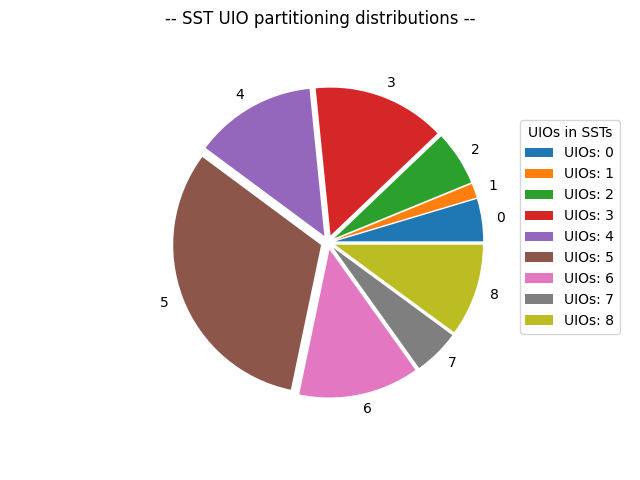 -- SST UIO partitioning distributions --
0
1
2
3
4
5
6
7
8
UIOs in SSTs
UIOs: 0
UIOs: 1
UIOs: 2
UIOs: 3
UIOs: 4
UIOs: 5
UIOs: 6
UIOs: 7
UIOs: 8